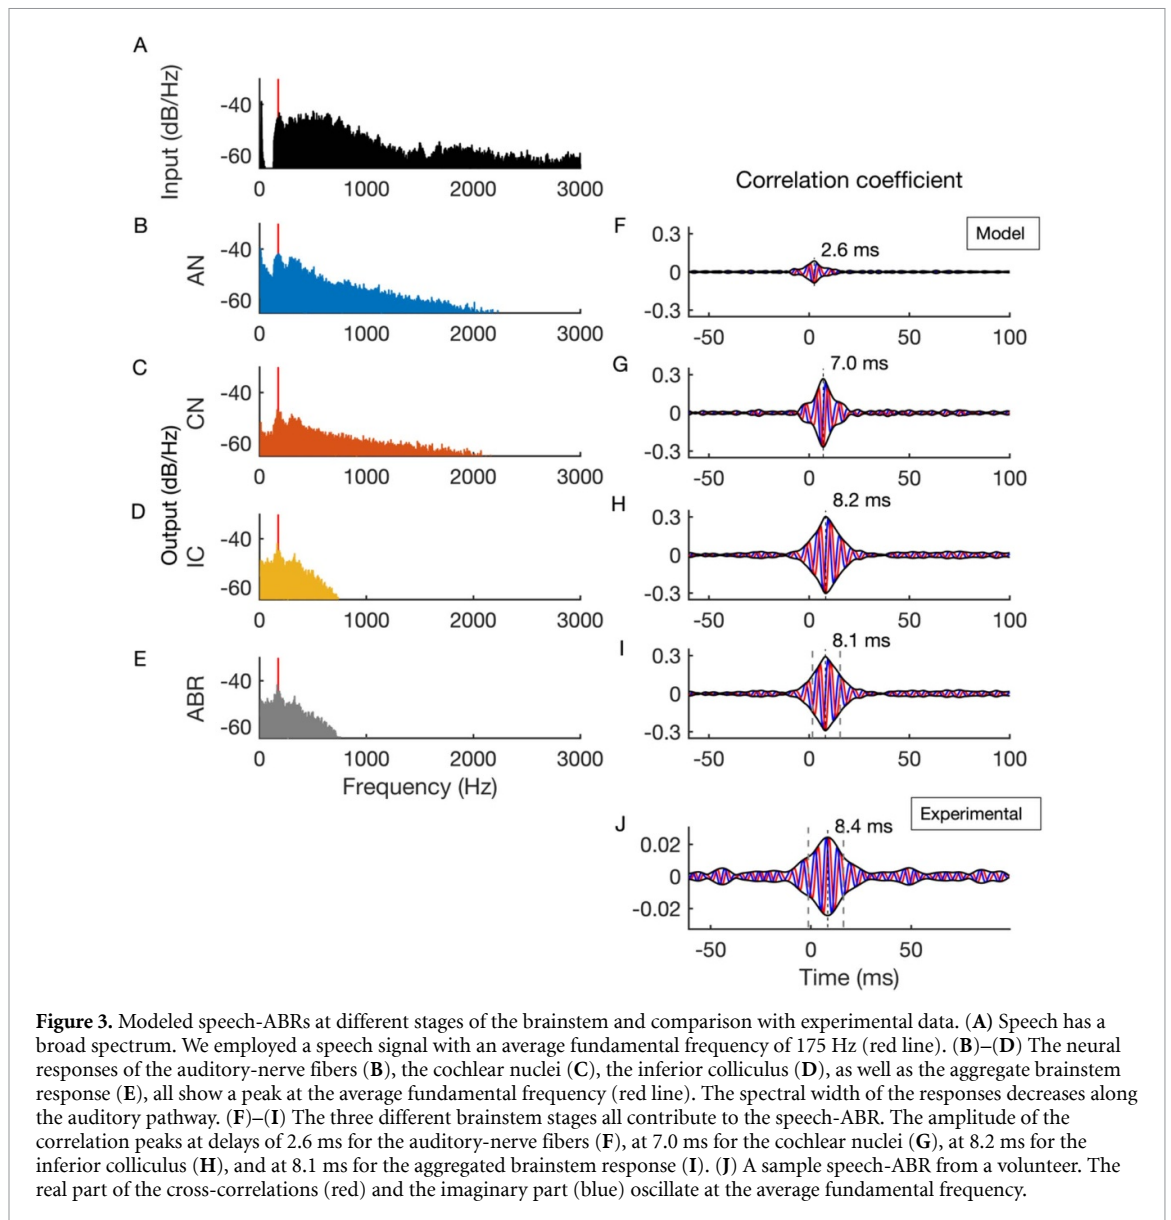 A
Input (dB/Hz)
-40
-60
0 1000 2000 3000
B
AN
-40
-60
0 1000 2000 3000
C
CN
-40
-60
0 1000 2000 3000
Output (dB/Hz)
D
IC
-40
-60
0 1000 2000 3000
E
ABR
-40
-60
0 1000 2000 3000
Frequency (Hz)
Correlation coefficient
F
Model
2.6 ms
0.3
0
-0.3
-50 0 50 100
G
7.0 ms
0.3
0
-0.3
-50 0 50 100
H
8.2 ms
0.3
0
-0.3
-50 0 50 100
I
8.1 ms
0.3
0
-0.3
-50 0 50 100
Experimental
J
8.4 ms
0.02
0
-0.02
-50 0 50
Time (ms)
Figure 3. Modeled speech-ABRs at different stages of the brainstem and comparison with experimental data. (A) Speech has a
broad spectrum. We employed a speech signal with an average fundamental frequency of 175 Hz (red line). (B)–(D) The neural
responses of the auditory-nerve fibers (B), the cochlear nuclei (C), the inferior colliculus (D), as well as the aggregate brainstem
response (E), all show a peak at the average fundamental frequency (red line). The spectral width of the responses decreases along
the auditory pathway. (F)–(I) The three different brainstem stages all contribute to the speech-ABR. The amplitude of the
correlation peaks at delays of 2.6 ms for the auditory-nerve fibers (F), at 7.0 ms for the cochlear nuclei (G), at 8.2 ms for the
inferior colliculus (H), and at 8.1 ms for the aggregated brainstem response (I). (J) A sample speech-ABR from a volunteer. The
real part of the cross-correlations (red) and the imaginary part (blue) oscillate at the average fundamental frequency.